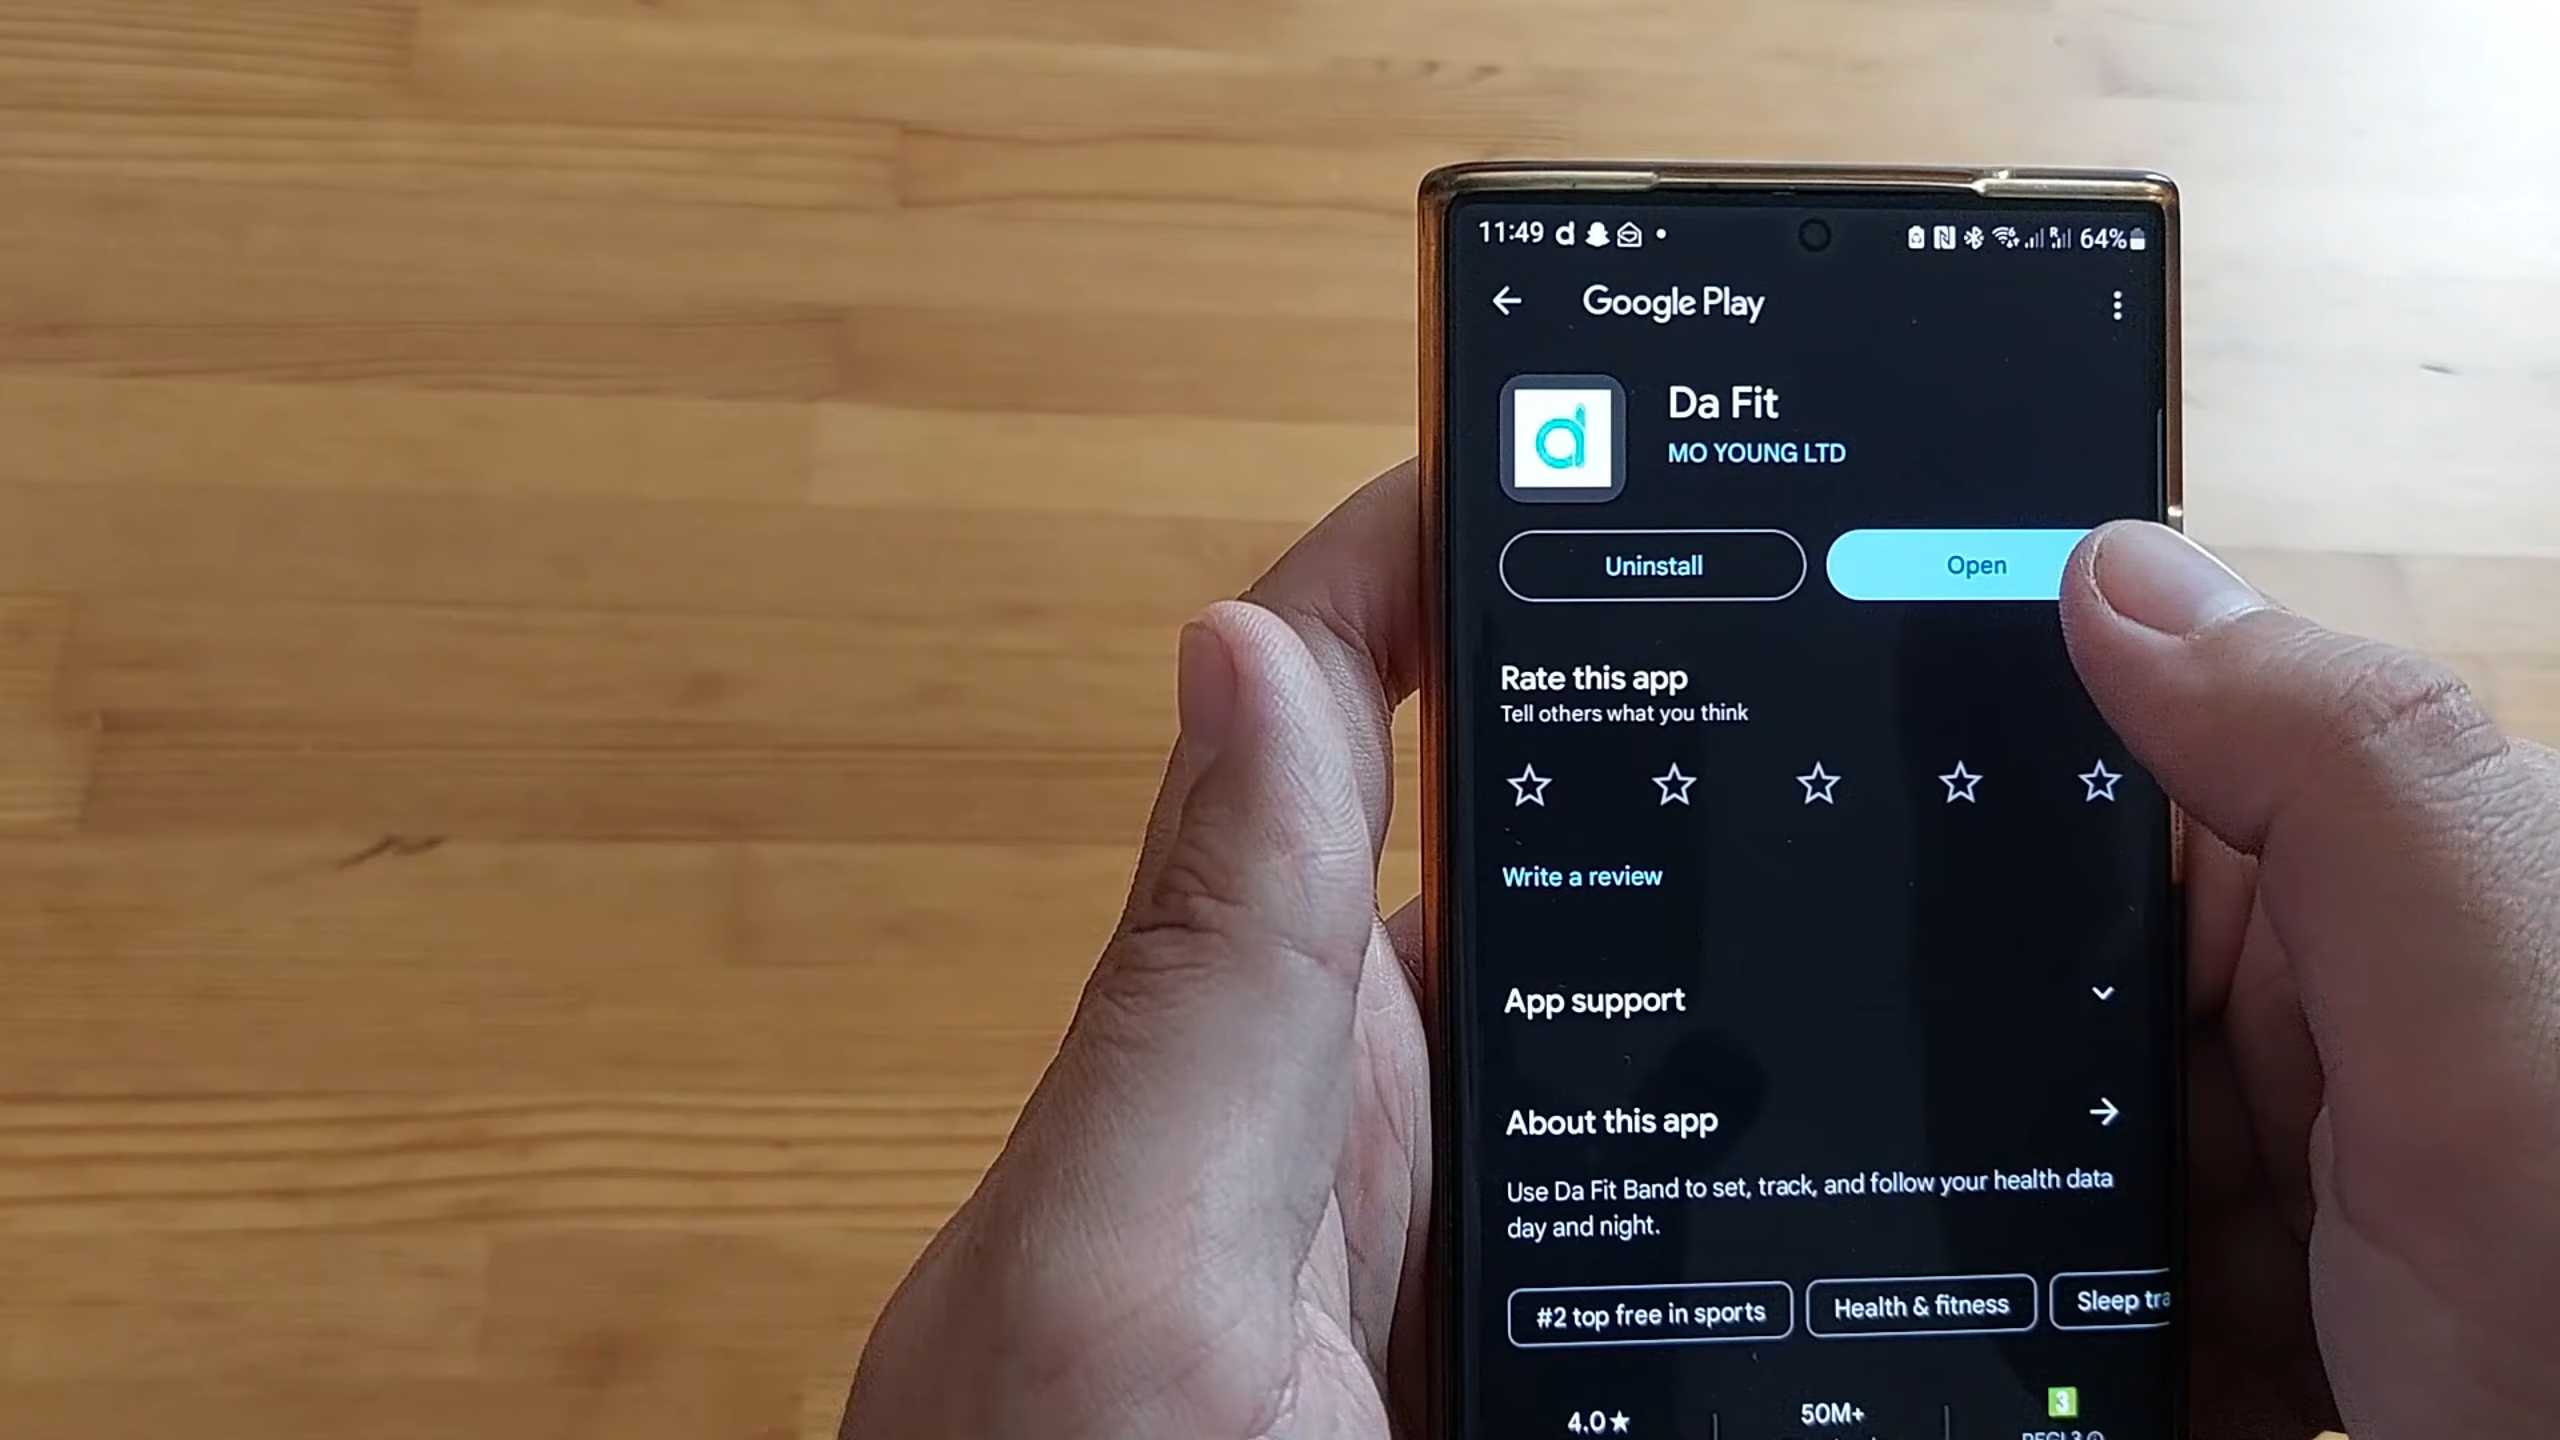 11:49
64%
Google Play
Da Fit
MO YOUNG LTD
Uninstall
Open
Rate this app
Tell others what you think
Write a review
App support
About this app
Use Da Fit Band to set, track, and follow your health data
day and night.
#2 top free in sports
Health & fitness
Sleep tra
4.0★
50M+
3